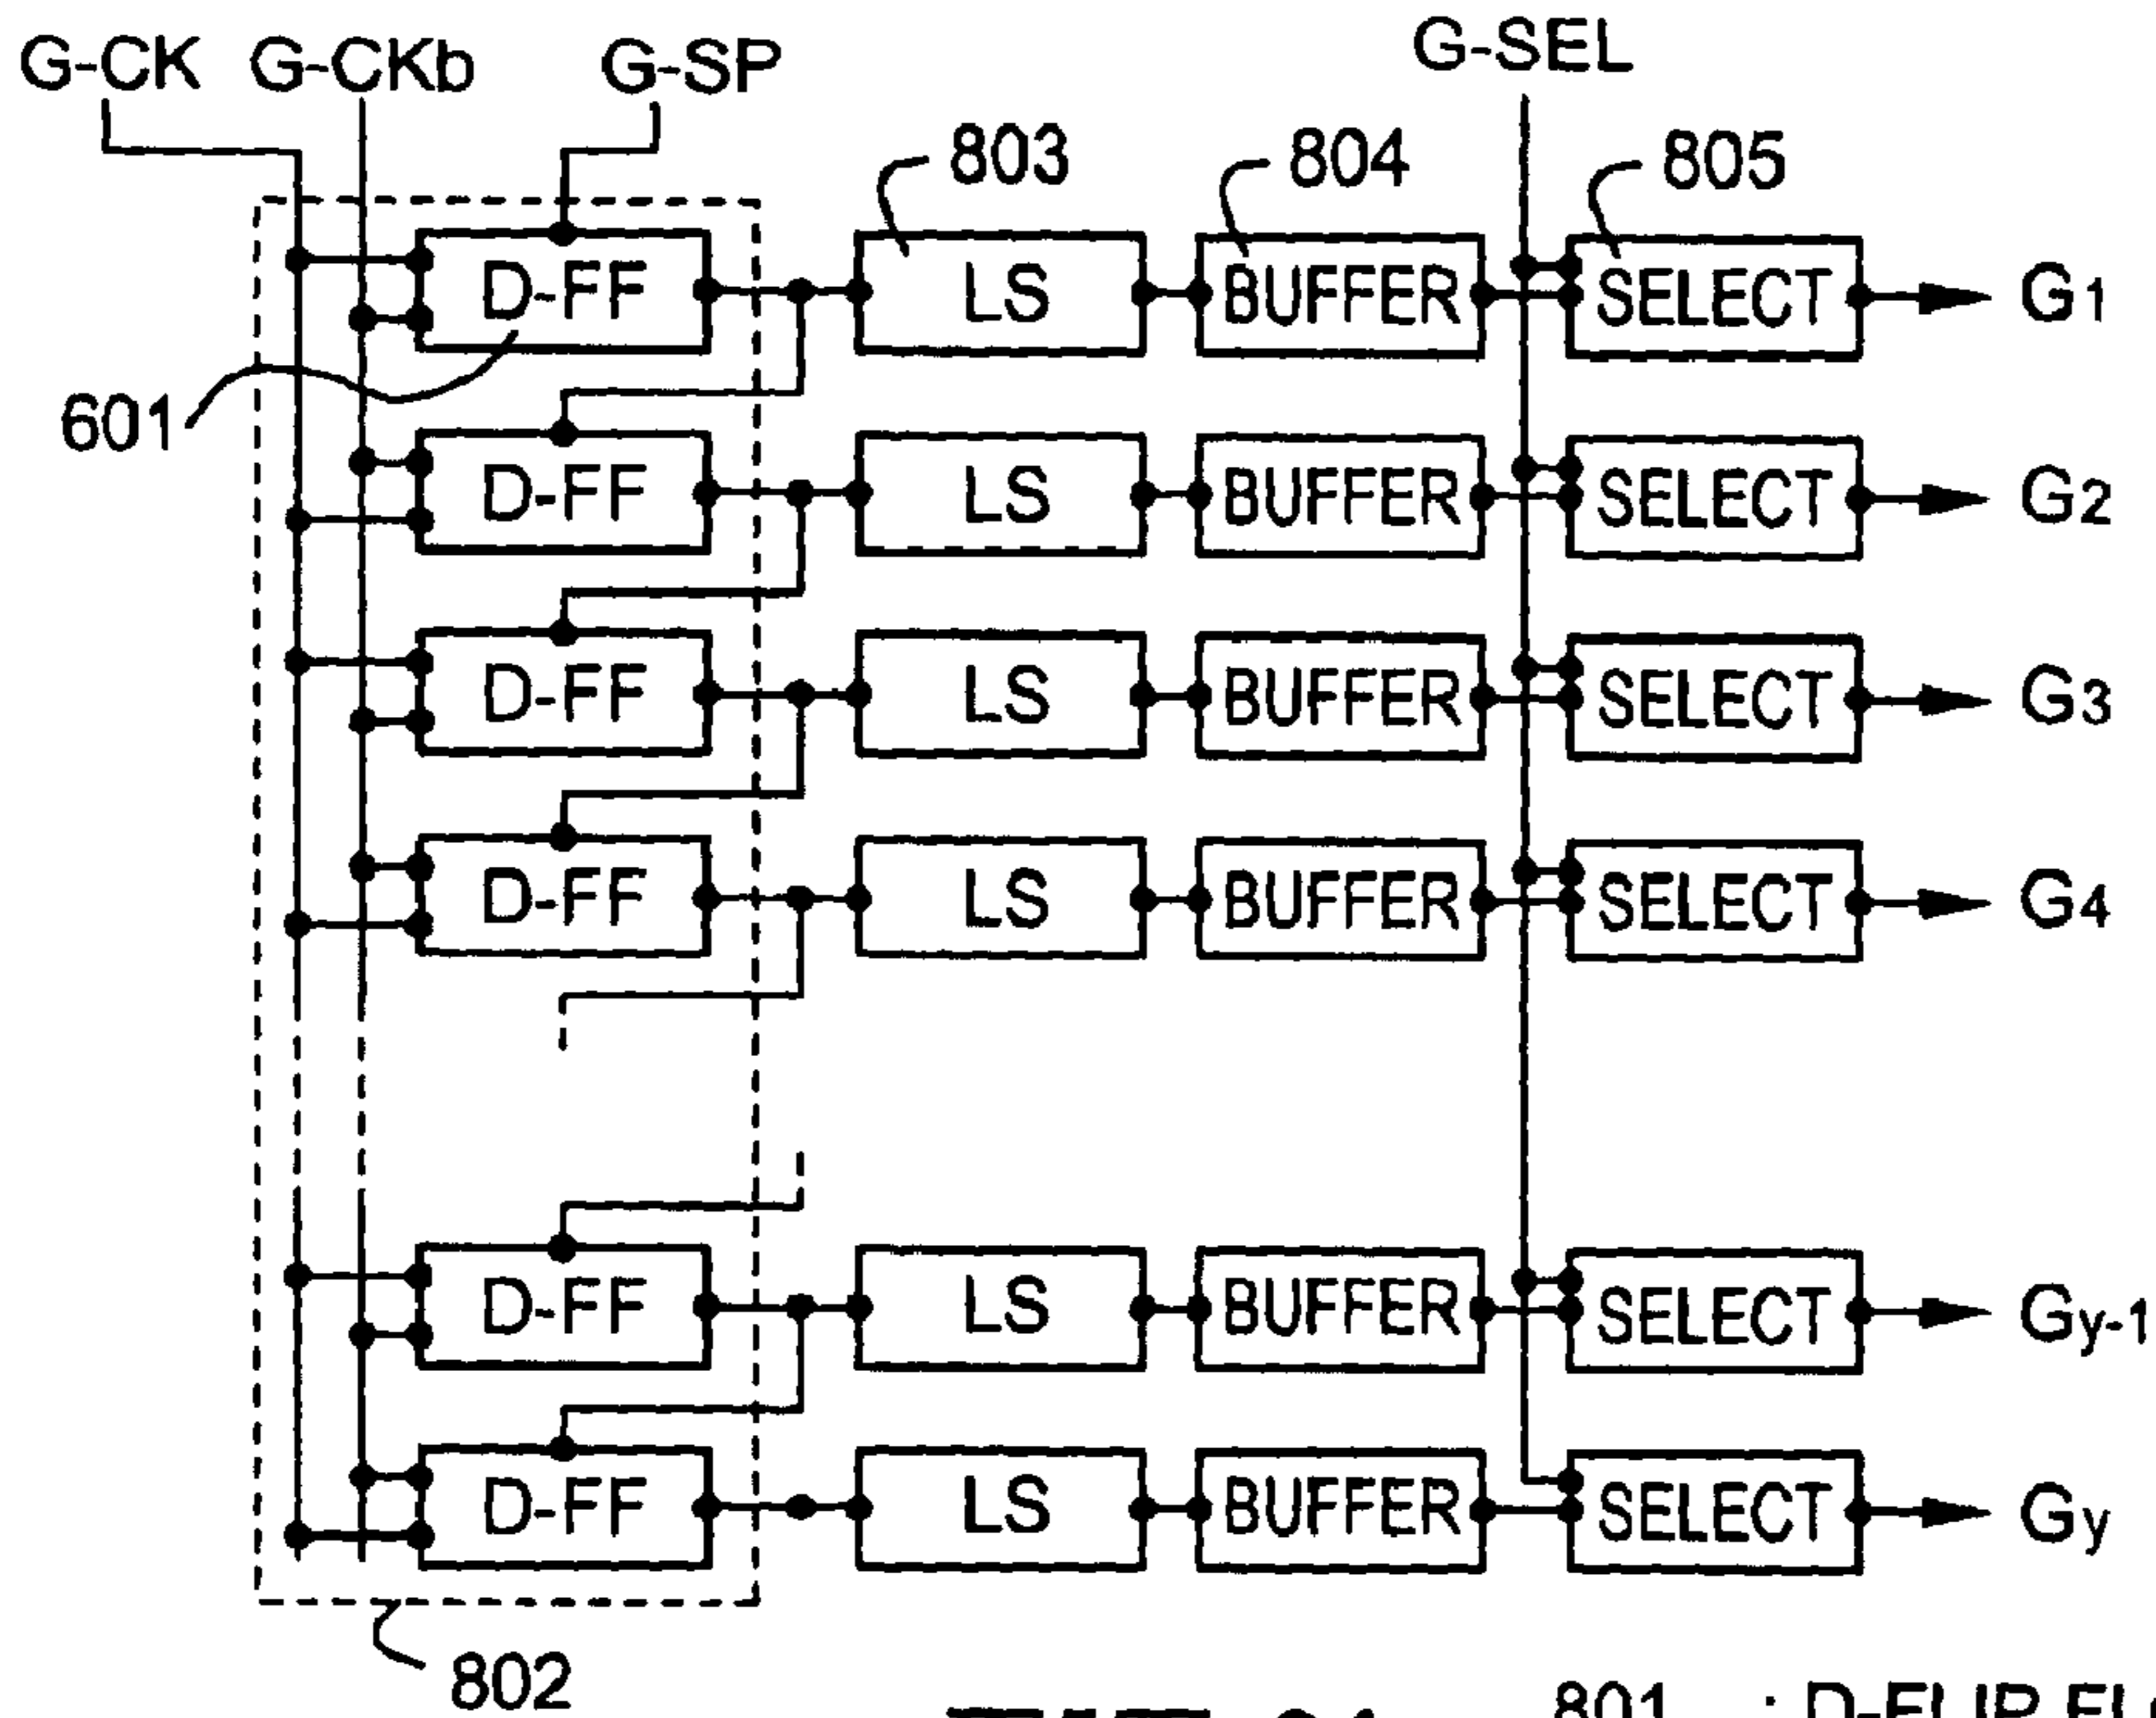 G-CK G-CKb G-SP G-SEL
803 804 805
D-FF LS BUFFER SELECT G1
601
D-FF LS BUFFER SELECT G2
D-FF LS BUFFER SELECT G3
D-FF LS BUFFER SELECT G4
D-FF LS BUFFER SELECT Gy-1
D-FF LS BUFFER SELECT Gy
802
801 :